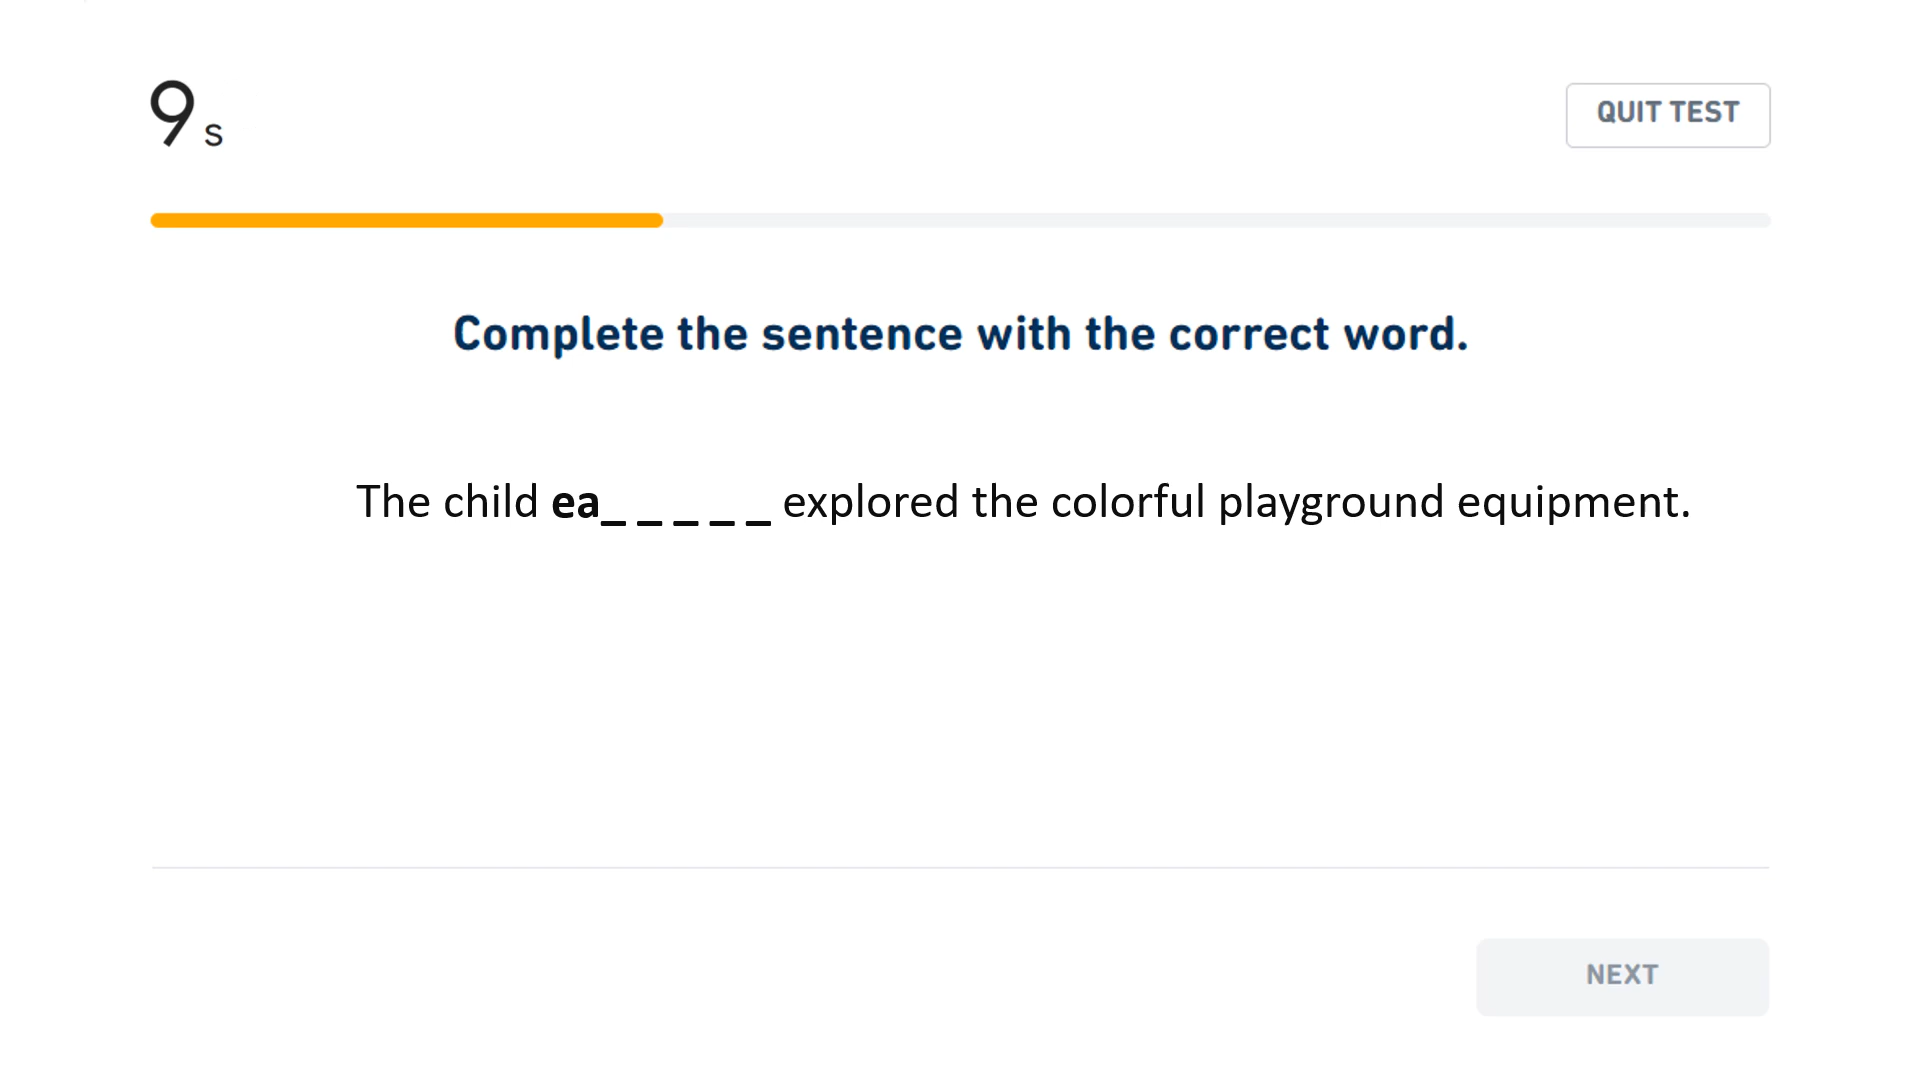 9 s
QUIT TEST
Complete the sentence with the correct word.
The child ea_ _ _ _ _ explored the colorful playground equipment.
NEXT